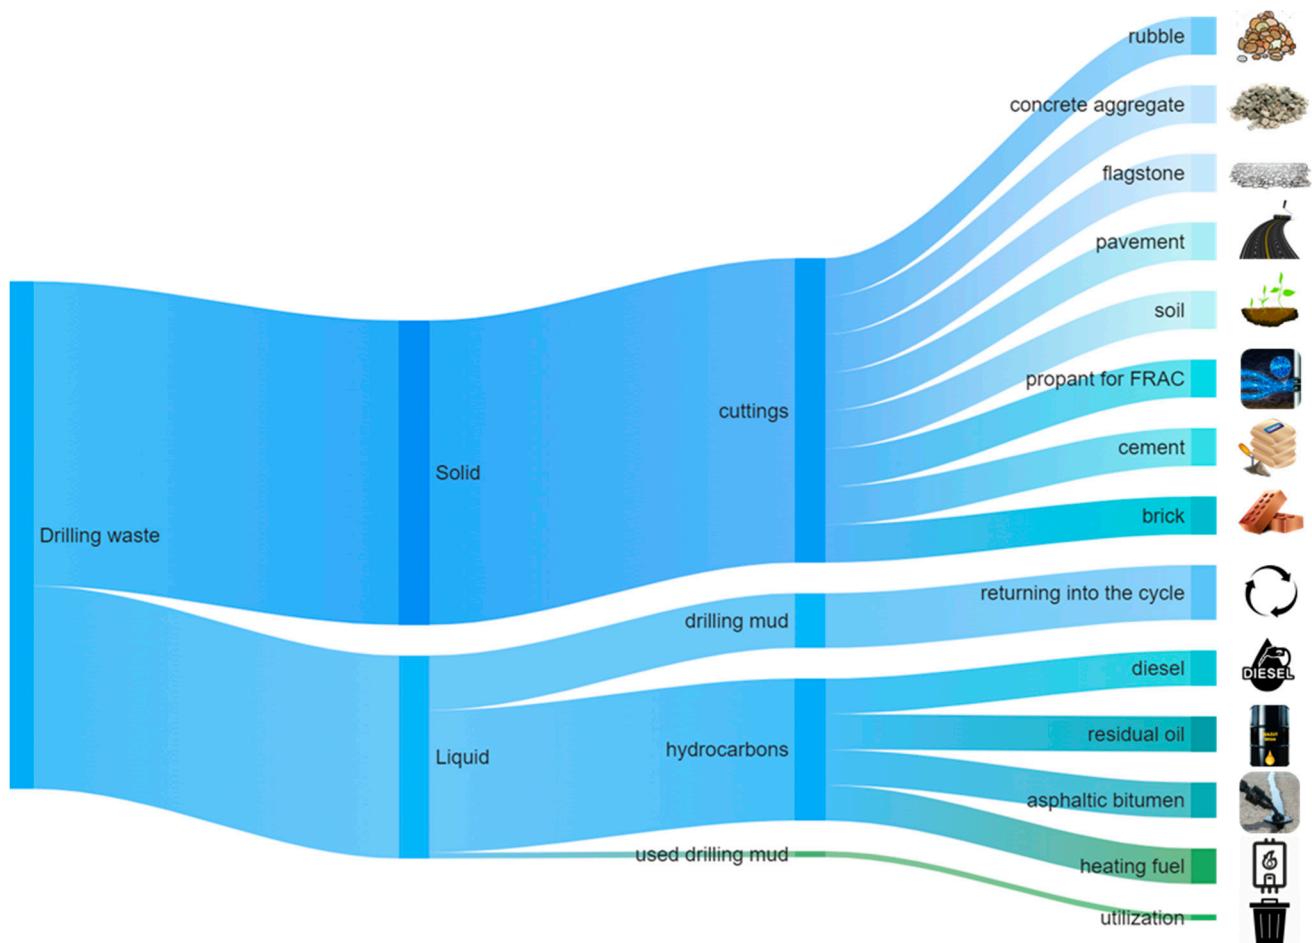 rubble
concrete aggregate
flagstone
pavement
soil
propant for FRAC
cuttings
cement
Solid
brick
Drilling waste
returning into the cycle
drilling mud
diesel
DIESEL
residual oil
hydrocarbons
Liquid
asphaltic bitumen
used drilling mud
heating fuel
utilization